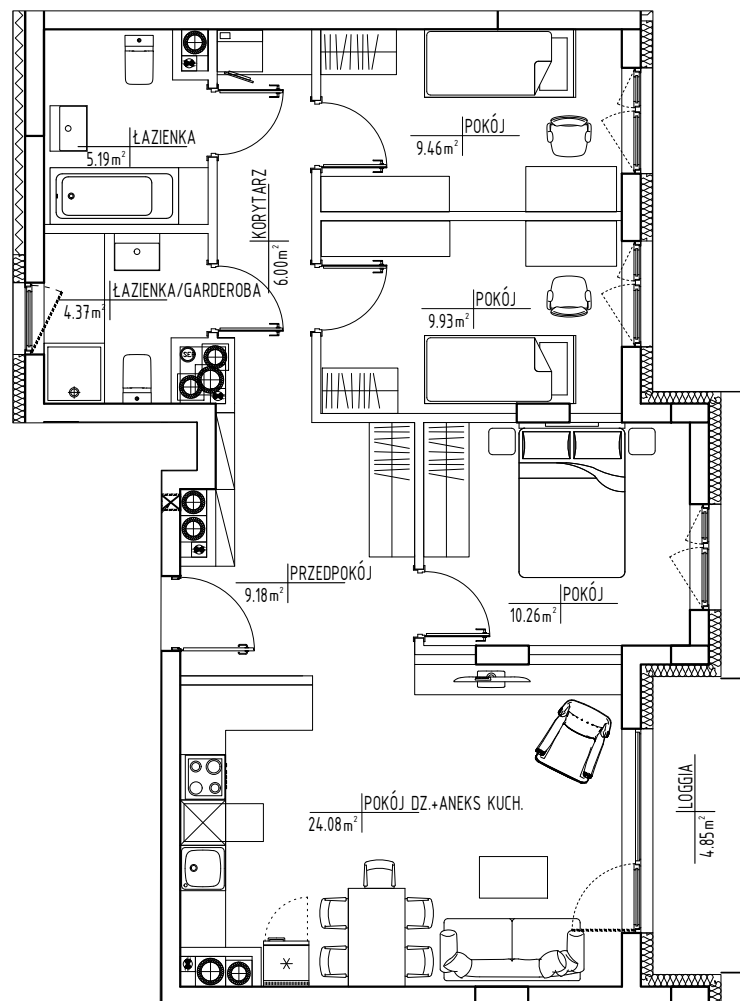 ŁAZIENKA
5.19m²
POKÓJ
9.46m²
KORYTARZ
6.00m²
ŁAZIENKA/GARDEROBA
4.37m²
POKÓJ
9.93m²
PRZEDPOKÓJ
9.18m²
POKÓJ
10.26m²
POKÓJ DZ.+ANEKS KUCH.
24.08m²
LOGGIA
4.85m²